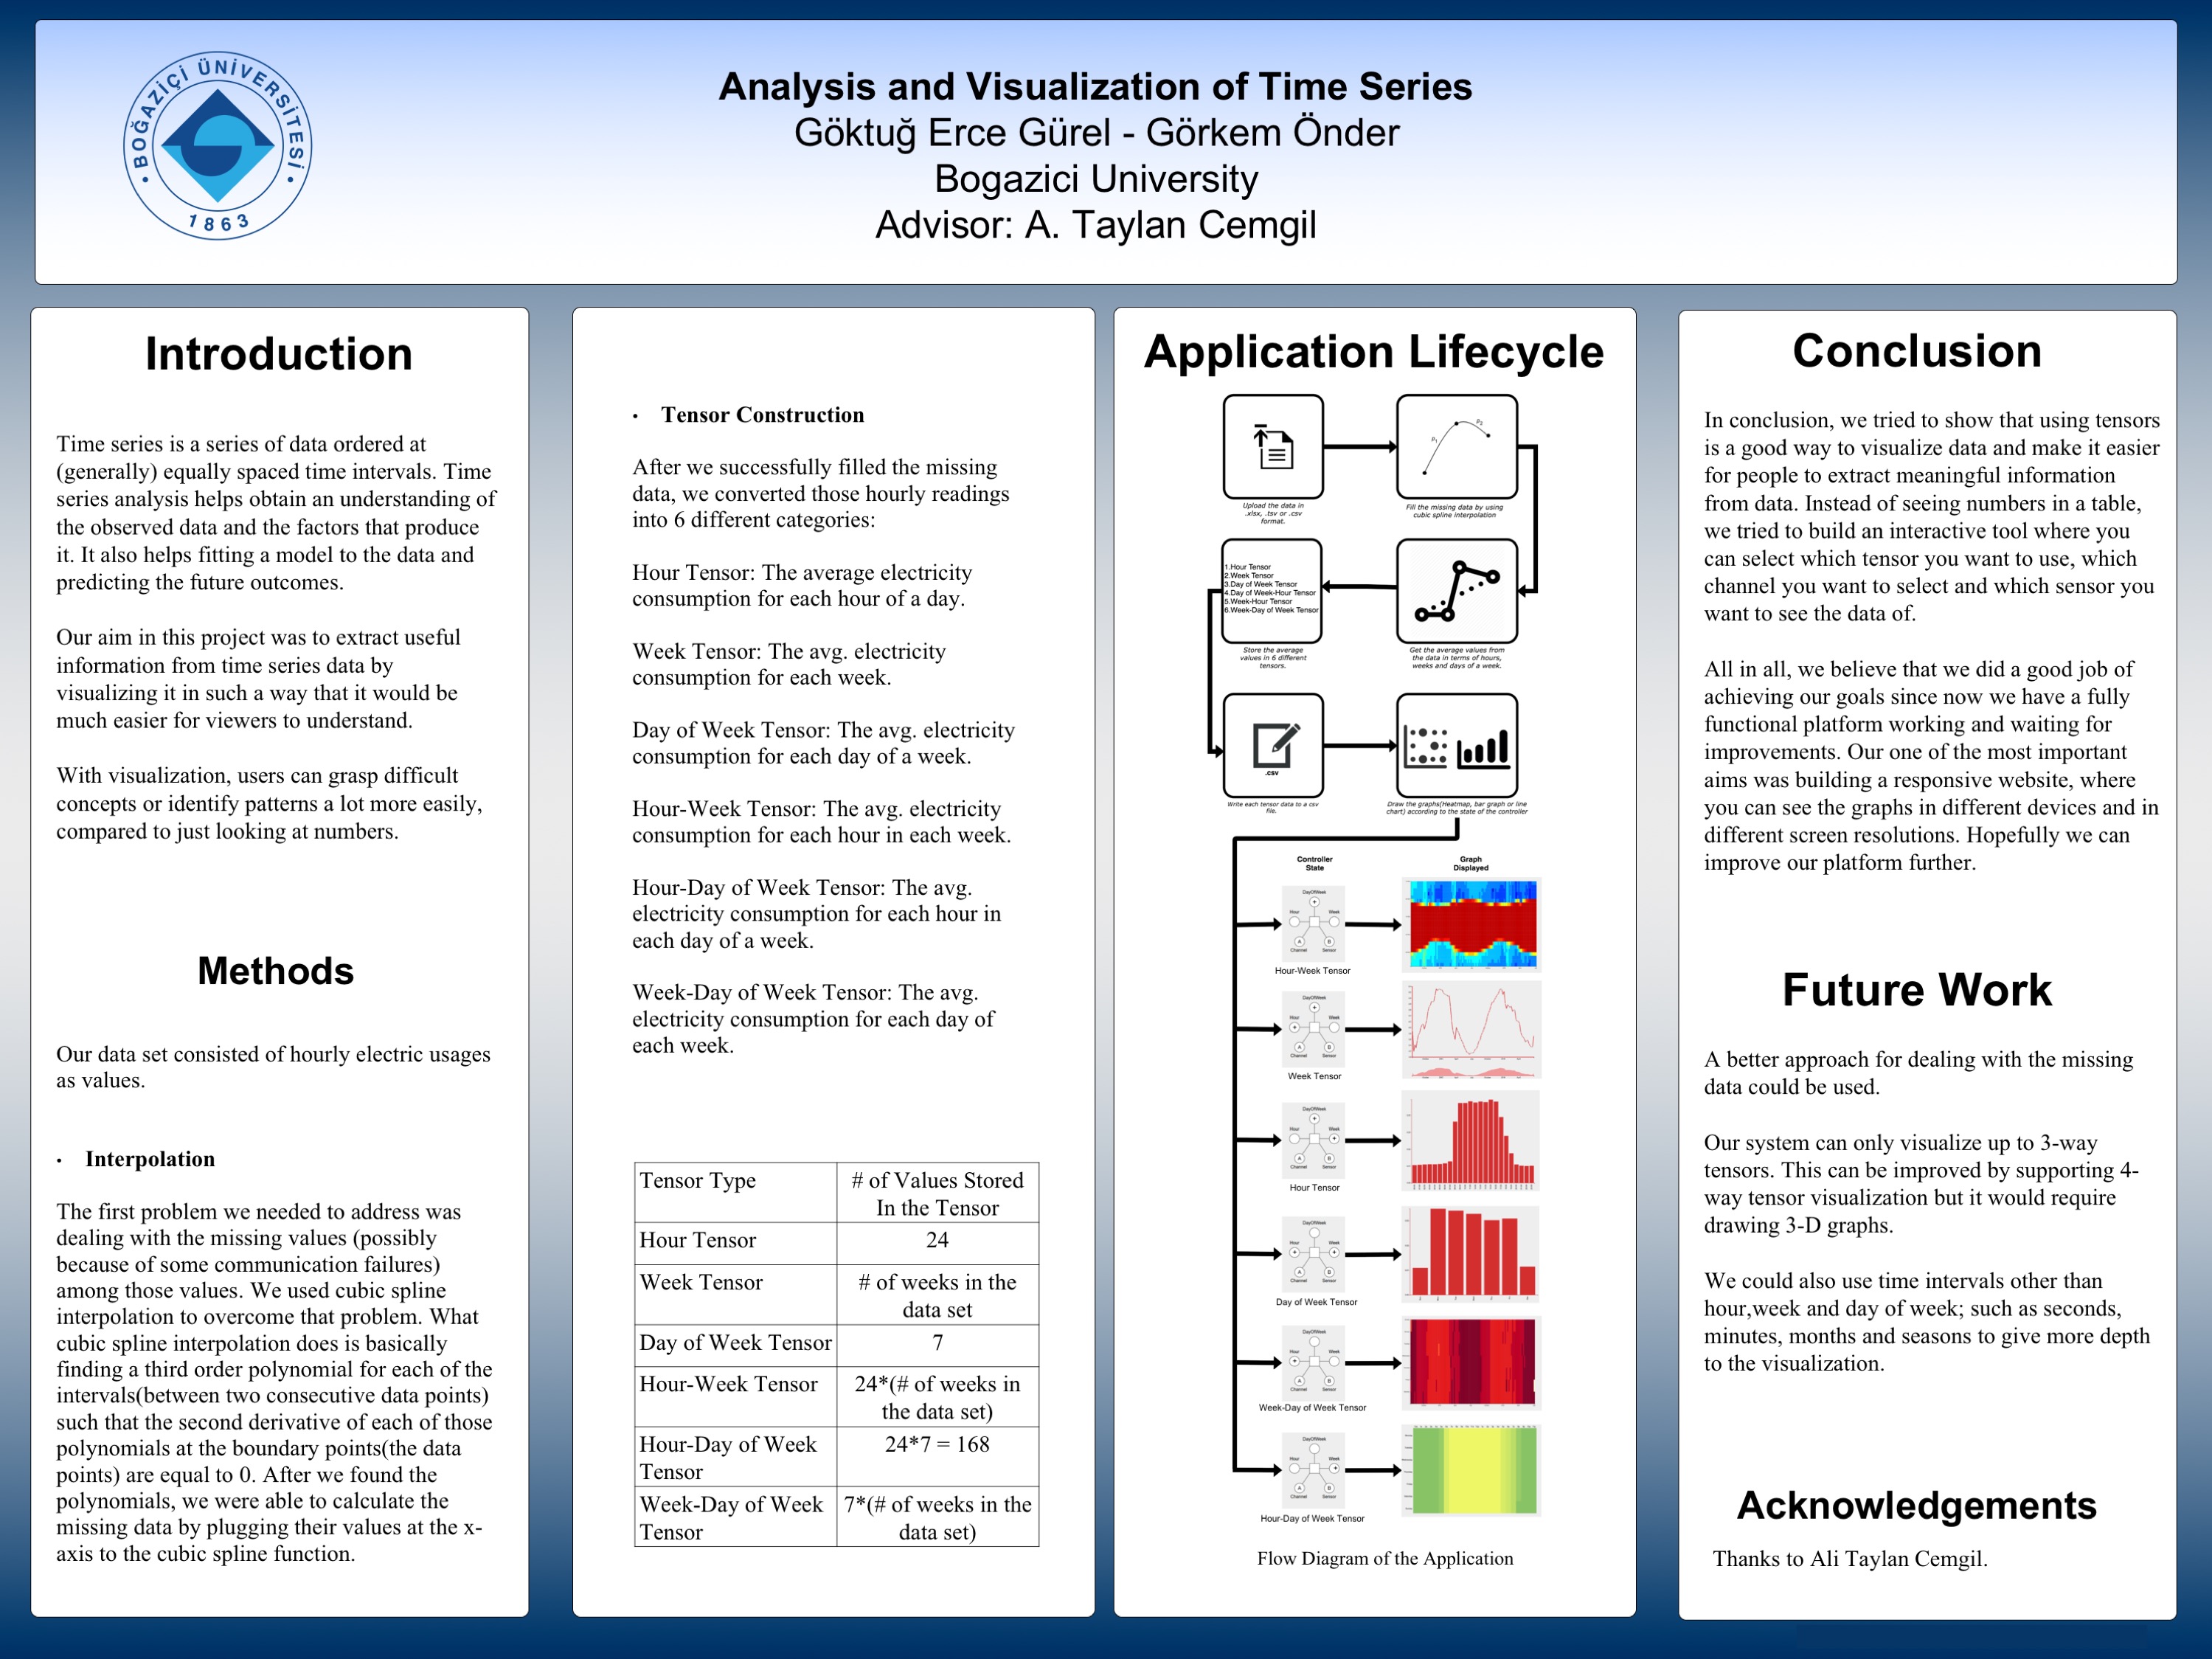 BOĞAZİÇİ ÜNİVERSİTESİ
1863
Analysis and Visualization of Time Series
Göktuğ Erce Gürel - Görkem Önder
Bogazici University
Advisor: A. Taylan Cemgil
Introduction
Time series is a series of data ordered at
(generally) equally spaced time intervals. Time
series analysis helps obtain an understanding of
the observed data and the factors that produce
it. It also helps fitting a model to the data and
predicting the future outcomes.
Our aim in this project was to extract useful
information from time series data by
visualizing it in such a way that it would be
much easier for viewers to understand.
With visualization, users can grasp difficult
concepts or identify patterns a lot more easily,
compared to just looking at numbers.
Methods
Our data set consisted of hourly electric usages
as values.
• Interpolation
The first problem we needed to address was
dealing with the missing values (possibly
because of some communication failures)
among those values. We used cubic spline
interpolation to overcome that problem. What
cubic spline interpolation does is basically
finding a third order polynomial for each of the
intervals(between two consecutive data points)
such that the second derivative of each of those
polynomials at the boundary points(the data
points) are equal to 0. After we found the
polynomials, we were able to calculate the
missing data by plugging their values at the x-
axis to the cubic spline function.
• Tensor Construction
After we successfully filled the missing
data, we converted those hourly readings
into 6 different categories:
Hour Tensor: The average electricity
consumption for each hour of a day.
Week Tensor: The avg. electricity
consumption for each week.
Day of Week Tensor: The avg. electricity
consumption for each day of a week.
Hour-Week Tensor: The avg. electricity
consumption for each hour in each week.
Hour-Day of Week Tensor: The avg.
electricity consumption for each hour in
each day of a week.
Week-Day of Week Tensor: The avg.
electricity consumption for each day of
each week.
Tensor Type # of Values Stored
In the Tensor
Hour Tensor 24
Week Tensor # of weeks in the
data set
Day of Week Tensor 7
Hour-Week Tensor 24*(# of weeks in
the data set)
Hour-Day of Week 24*7 = 168
Tensor
Week-Day of Week 7*(# of weeks in the
Tensor data set)
Application Lifecycle
Upload the data in
.xlsx, .tsv or .csv
format.
P1 P2
Fill the missing data by using
cubic spline interpolation
1.Hour Tensor
2.Week Tensor
3.Day of Week Tensor
4.Day of Week-Hour Tensor
5.Week-Hour Tensor
6.Week-Day of Week Tensor
Store the average
values in 6 different
tensors.
Get the average values from
the data in terms of hours,
weeks and days of a week.
.csv
Write each tensor data to a csv
file.
Draw the graphs(Heatmap, bar graph or line
chart) according to the state of the controller
Controller
State
Graph
Displayed
DayOfWeek
Hour Week
A B
Channel Sensor
Hour-Week Tensor
DayOfWeek
Hour Week
A B
Channel Sensor
Week Tensor
DayOfWeek
Hour Week
A B
Channel Sensor
Hour Tensor
DayOfWeek
Hour Week
A B
Channel Sensor
Day of Week Tensor
DayOfWeek
Hour Week
A B
Channel Sensor
Week-Day of Week Tensor
DayOfWeek
Hour Week
A B
Channel Sensor
Hour-Day of Week Tensor
Flow Diagram of the Application
Conclusion
In conclusion, we tried to show that using tensors
is a good way to visualize data and make it easier
for people to extract meaningful information
from data. Instead of seeing numbers in a table,
we tried to build an interactive tool where you
can select which tensor you want to use, which
channel you want to select and which sensor you
want to see the data of.
All in all, we believe that we did a good job of
achieving our goals since now we have a fully
functional platform working and waiting for
improvements. Our one of the most important
aims was building a responsive website, where
you can see the graphs in different devices and in
different screen resolutions. Hopefully we can
improve our platform further.
Future Work
A better approach for dealing with the missing
data could be used.
Our system can only visualize up to 3-way
tensors. This can be improved by supporting 4-
way tensor visualization but it would require
drawing 3-D graphs.
We could also use time intervals other than
hour,week and day of week; such as seconds,
minutes, months and seasons to give more depth
to the visualization.
Acknowledgements
Thanks to Ali Taylan Cemgil.